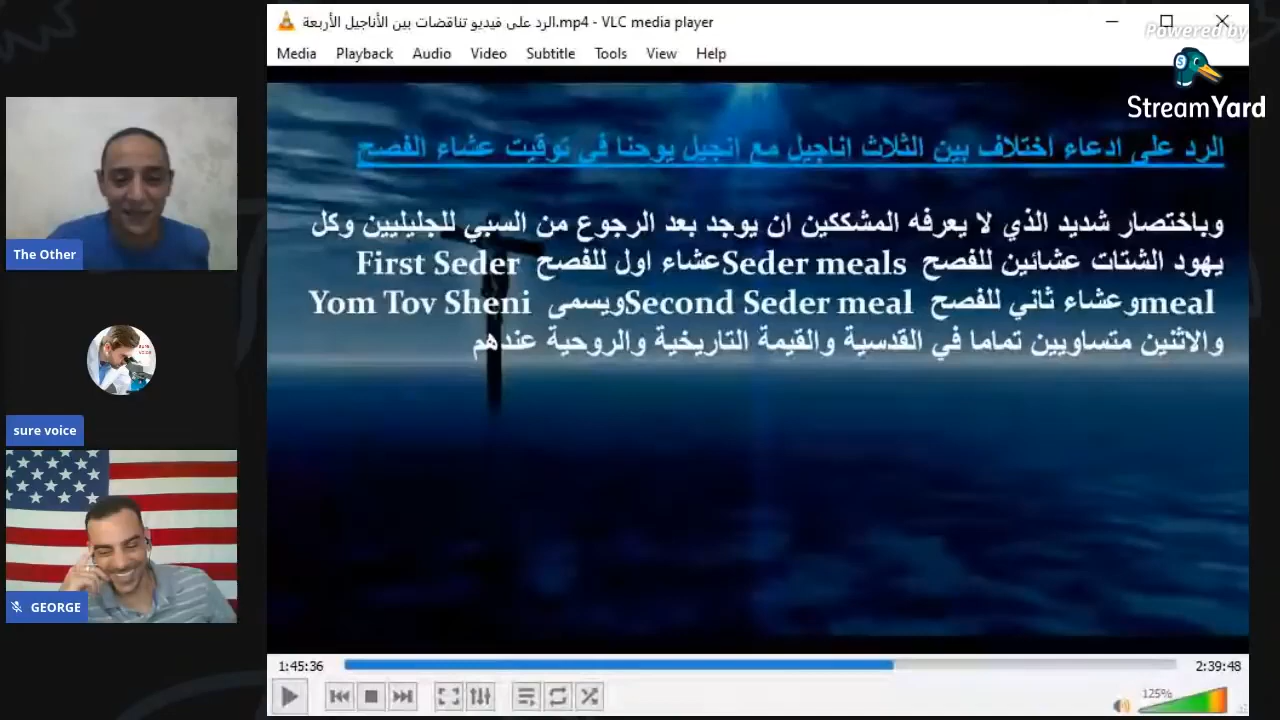 الرد على فيديو تناقضات بين الأناجيل الأربعة.mp4 - VLC media player
Powered by
StreamYard
Media Playback Audio Video Subtitle Tools View Help
الرد على ادعاء اختلاف بين الثلاث اناجيل مع انجيل يوحنا في توقيت عشاء الفصح
وباختصار شديد الذي لا يعرفه المشككين ان يوجد بعد الرجوع من السبي للجليليين وكل
يهود الشتات عشائين للفصح Seder meals عشاء اول للفصح First Seder
meal وعشاء ثاني للفصح Second Seder meal ويسمى Yom Tov Sheni
والاثنين متساويين تماما في القدسية والقيمة التاريخية والروحية عندهم
The Other
sure voice
GEORGE
1:45:36
2:39:48
125%